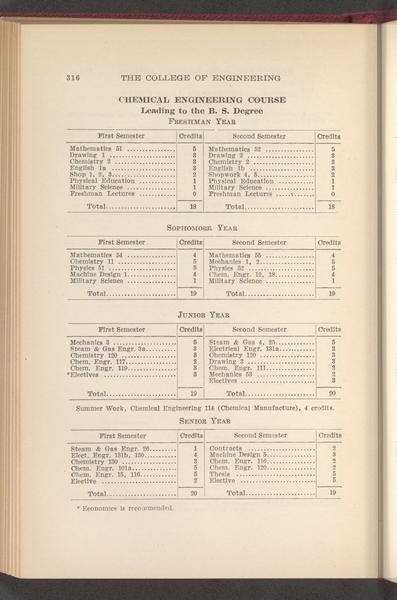 316 THE COLLEGE OF ENGINEERING
CHEMICAL ENGINEERING COURSE
Leading to the B. S. Degree
FRESHMAN YEAR
First Semester Credits Second Semester Credits
Mathematics 51 5 Mathematics 52 5
Drawing 1 3 Drawing 2 3
Chemistry 2 3 Chemistry 2 3
English 1a 3 English 1b 3
Shop 1, 2, 3 2 Shopwork 4, 5 2
Physical Education 1 Physical Education 1
Military Science 1 Military Science 1
Freshman Lectures 0 Freshman Lectures 0
Total 18 Total 18
SOPHOMORE YEAR
First Semester Credits Second Semester Credits
Mathematics 54 4 Mathematics 55 4
Chemistry 11 5 Mechanics 1, 2 5
Physics 51 5 Physics 52 5
Machine Design 1 4 Chem. Engr. 12, 18 4
Military Science 1 Military Science 1
Total 19 Total 19
JUNIOR YEAR
First Semester Credits Second Semester Credits
Mechanics 3 5 Steam & Gas 4, 25 5
Steam & Gas Engr. 3a 3 Electrical Engr. 131a 2
Chemistry 120 3 Chemistry 120 3
Chem. Engr. 117 2 Drawing 3 3
Chem. Engr. 119 3 Chem. Engr. 111 2
*Electives 3 Mechanics 53 2
Electives 3
Total 19 Total 20
Summer Work, Chemical Engineering 114 (Chemical Manufacture), 4 credits.
SENIOR YEAR
First Semester Credits Second Semester Credits
Steam & Gas Engr. 26 1 Contracts 2
Elect. Engr. 131b, 130 4 Machine Design 5 3
Chemistry 130 3 Chem. Engr. 116 2
Chem. Engr. 101a 5 Chem. Engr. 120 2
Chem. Engr. 15, 116 5 Thesis 5
Elective 2 Elective 5
Total 20 Total 19
* Economics is recommended.